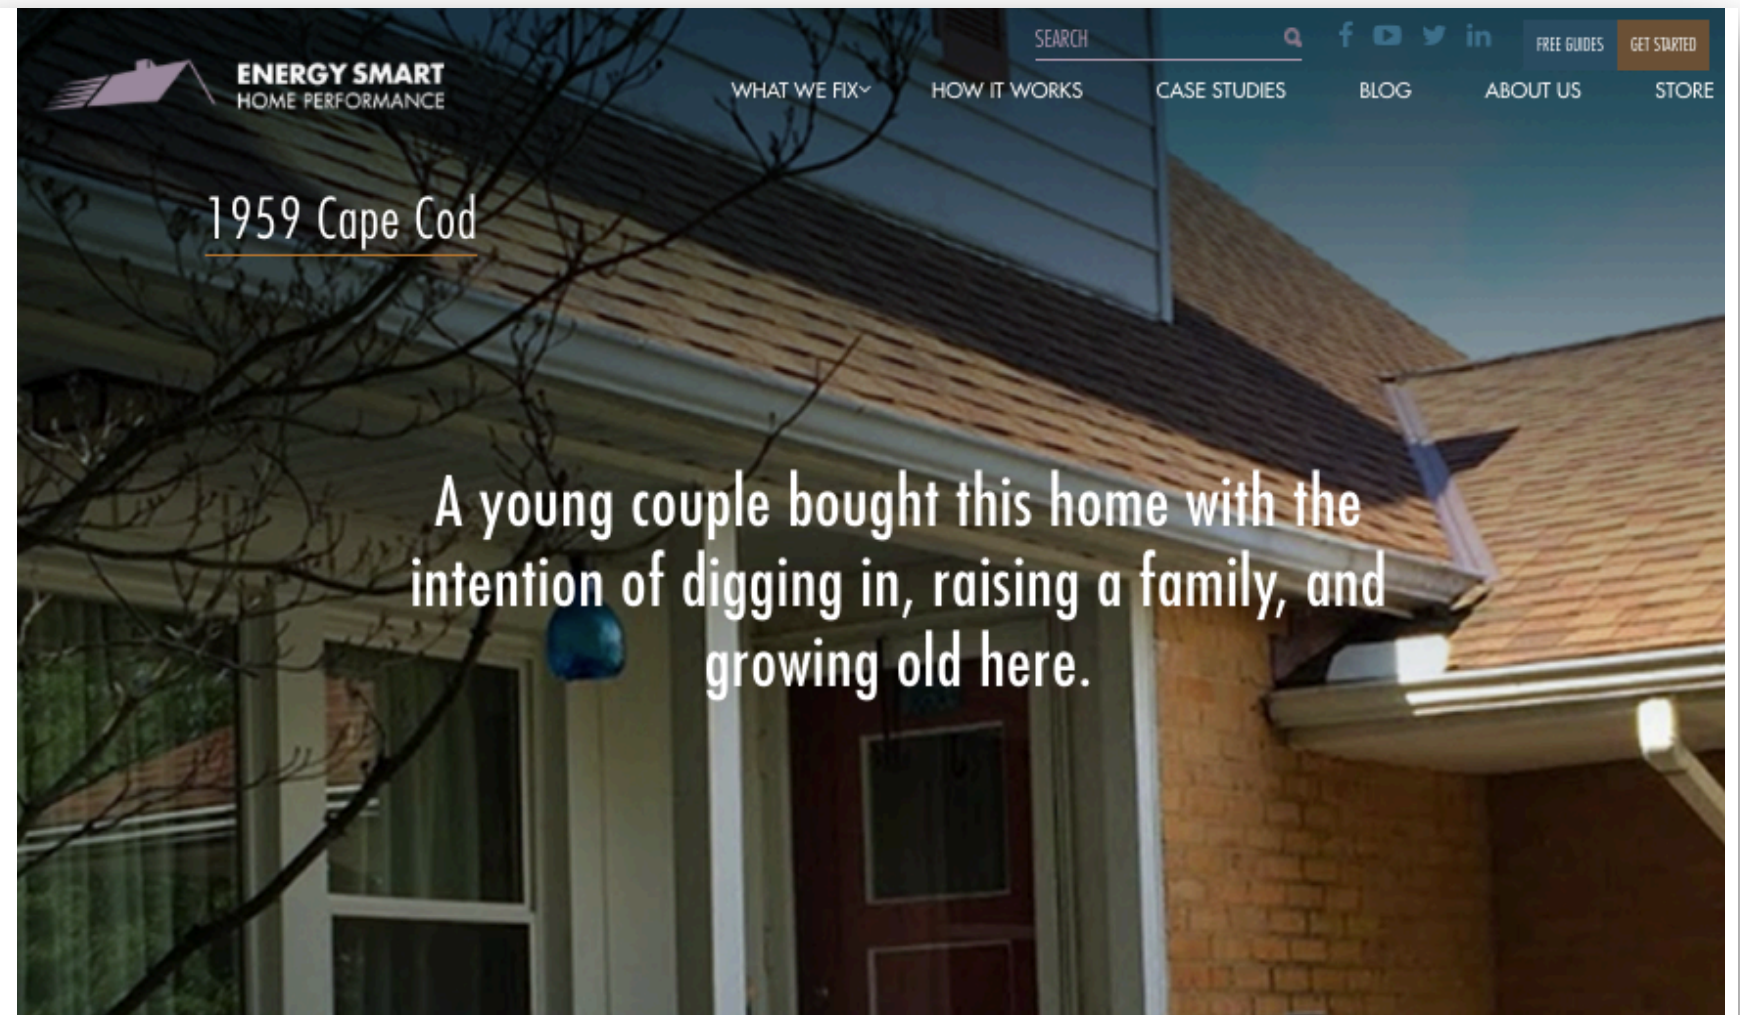 SEARCH
FREE GUIDES
GET STARTED
ENERGY SMART
HOME PERFORMANCE
WHAT WE FIX
HOW IT WORKS
CASE STUDIES
BLOG
ABOUT US
STORE
1959 Cape Cod
A young couple bought this home with the
intention of digging in, raising a family, and
growing old here.